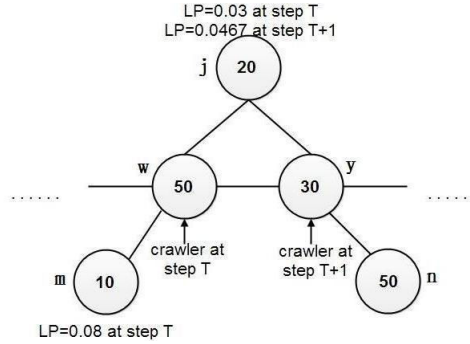 LP=0.03 at step T
LP=0.0467 at step T+1
j
20
w
50
30
y
......
......
crawler at
step T
crawler at
step T+1
m
10
50
n
LP=0.08 at step T